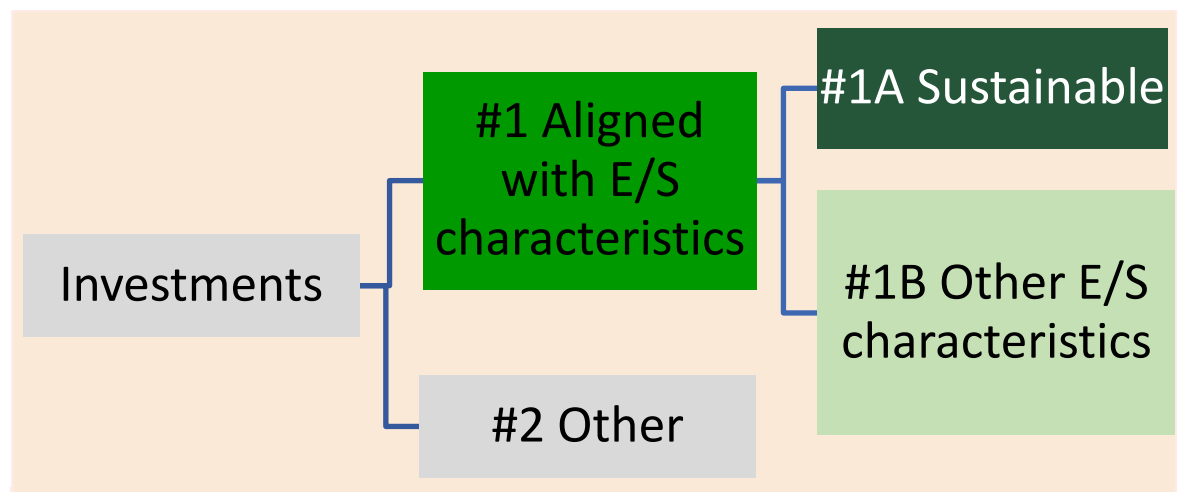 Investments
#1 Aligned
with E/S
characteristics
#2 Other
#1A Sustainable
#1B Other E/S
characteristics